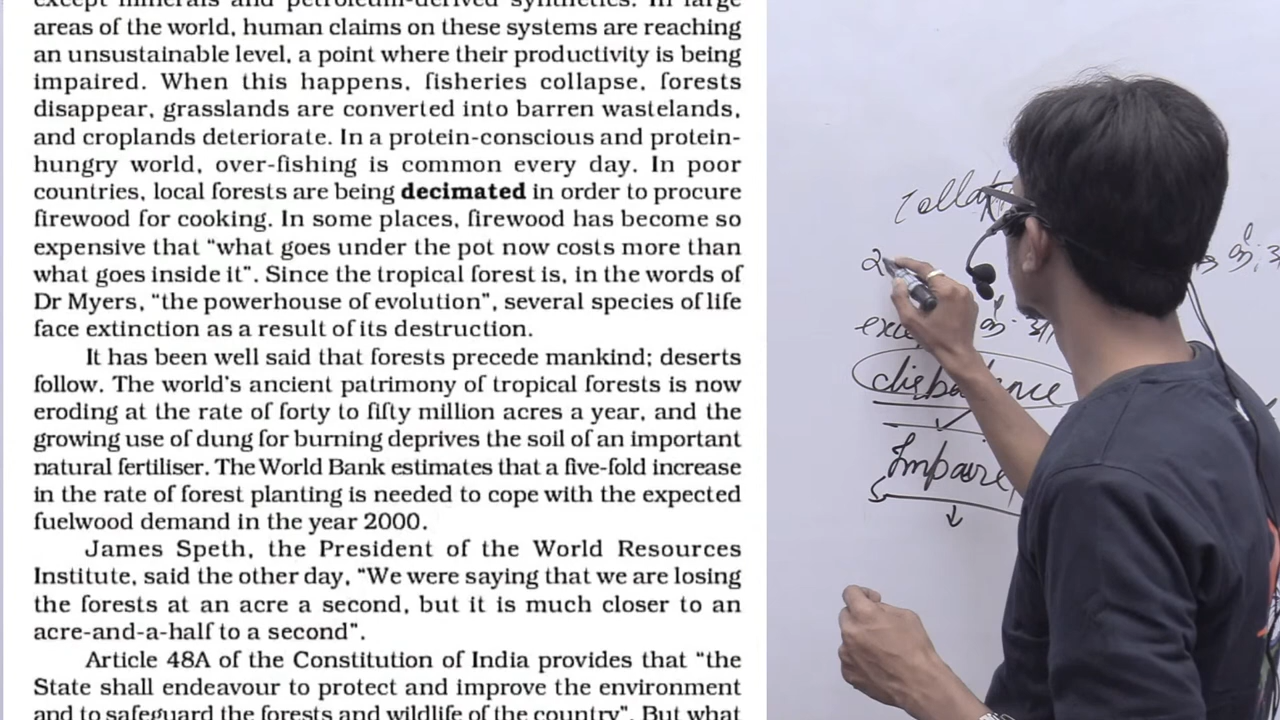 except minerals and petroleum-derived synthetics. In large
areas of the world, human claims on these systems are reaching
an unsustainable level, a point where their productivity is being
impaired. When this happens, fisheries collapse, forests
disappear, grasslands are converted into barren wastelands,
and croplands deteriorate. In a protein-conscious and protein-
hungry world, over-fishing is common every day. In poor
countries, local forests are being decimated in order to procure
firewood for cooking. In some places, firewood has become so
expensive that “what goes under the pot now costs more than
what goes inside it”. Since the tropical forest is, in the words of
Dr Myers, “the powerhouse of evolution”, several species of life
face extinction as a result of its destruction.
It has been well said that forests precede mankind; deserts
follow. The world’s ancient patrimony of tropical forests is now
eroding at the rate of forty to fifty million acres a year, and the
growing use of dung for burning deprives the soil of an important
natural fertiliser. The World Bank estimates that a five-fold increase
in the rate of forest planting is needed to cope with the expected
fuelwood demand in the year 2000.
James Speth, the President of the World Resources
Institute, said the other day, “We were saying that we are losing
the forests at an acre a second, but it is much closer to an
acre-and-a-half to a second”.
Article 48A of the Constitution of India provides that “the
State shall endeavour to protect and improve the environment
and to safeguard the forests and wildlife of the country”. But what